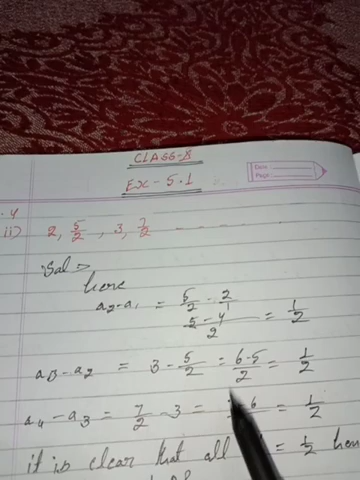 CLASS-X
EX - 5.1
Date :
Page :
.4
ii) 2, 5/2, 3, 7/2 - - - - - - -
Sol →
here
a2-a1 = 5/2 - 2/1
5-4/2 = 1/2
a3-a2 = 3 - 5/2 = 6-5/2 = 1/2
a4-a3 = 7/2 - 3 = 6 = 1/2
it is clear that all = 1/2